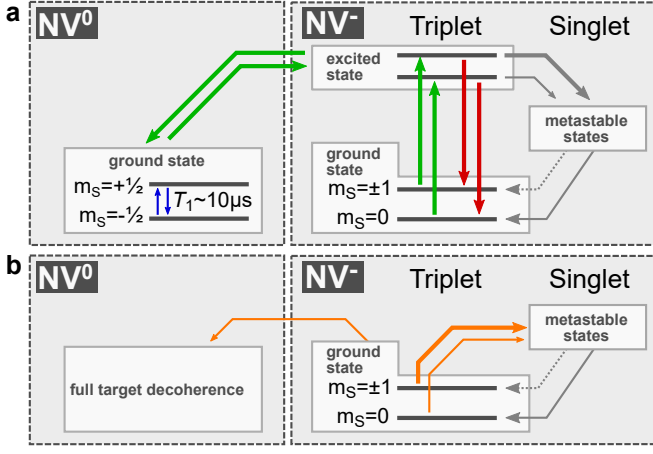 a
NV⁰
NV⁻
Triplet
Singlet
excited
state
metastable
states
ground state
mS=+½
T1~10µs
mS=-½
ground
state
mS=±1
mS=0
b
NV⁰
NV⁻
Triplet
Singlet
metastable
states
ground
state
full target decoherence
mS=±1
mS=0